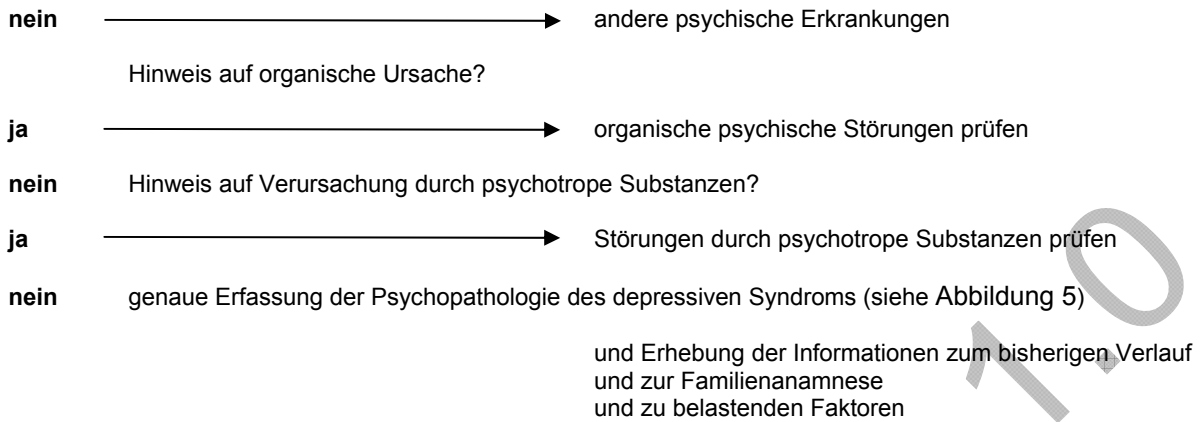 nein andere psychische Erkrankungen
Hinweis auf organische Ursache?
ja organische psychische Störungen prüfen
nein Hinweis auf Verursachung durch psychotrope Substanzen?
ja Störungen durch psychotrope Substanzen prüfen
nein genaue Erfassung der Psychopathologie des depressiven Syndroms (siehe Abbildung 5)
und Erhebung der Informationen zum bisherigen Verlauf
und zur Familienanamnese
und zu belastenden Faktoren
1.0